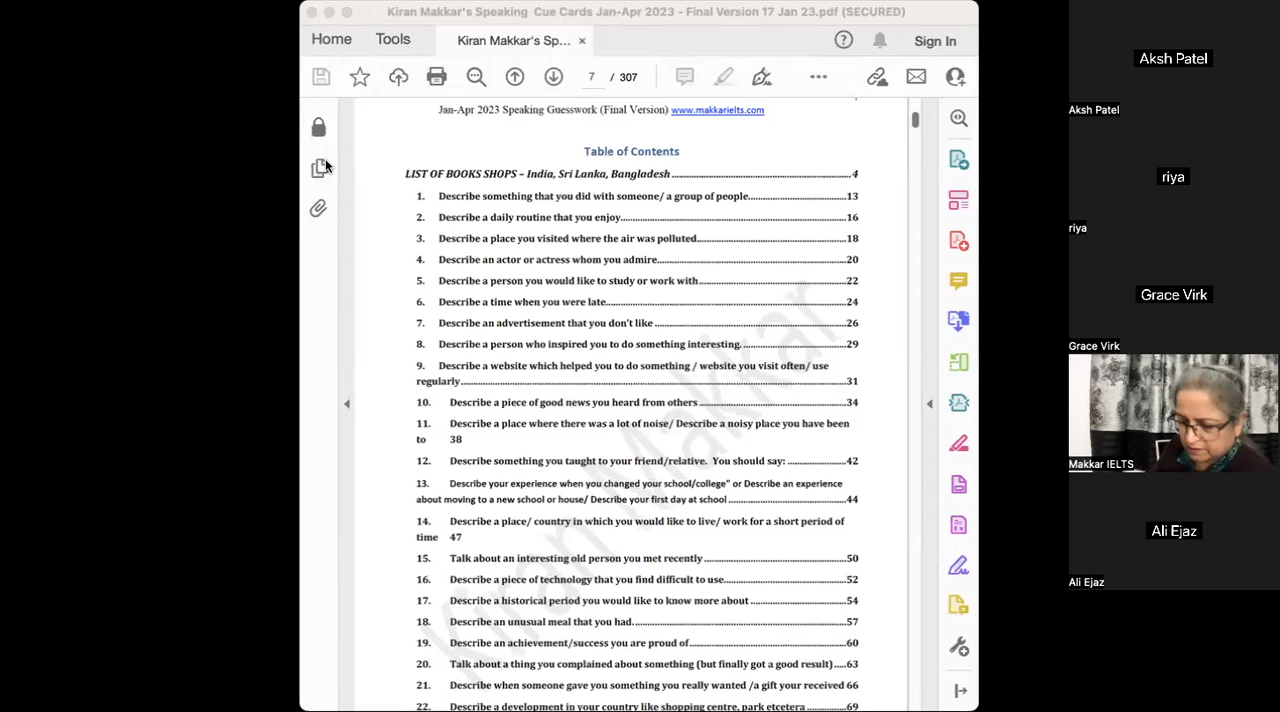 Kiran Makkar's Speaking Cue Cards Jan-Apr 2023 - Final Version 17 Jan 23.pdf (SECURED)
Home Tools Kiran Makkar's Sp... × Sign In
7 / 307
Jan-Apr 2023 Speaking Guesswork (Final Version) www.makkarielts.com
Table of Contents
LIST OF BOOKS SHOPS – India, Sri Lanka, Bangladesh 4
1. Describe something that you did with someone/ a group of people 13
2. Describe a daily routine that you enjoy 16
3. Describe a place you visited where the air was polluted 18
4. Describe an actor or actress whom you admire 20
5. Describe a person you would like to study or work with 22
6. Describe a time when you were late 24
7. Describe an advertisement that you don't like 26
8. Describe a person who inspired you to do something interesting. 29
9. Describe a website which helped you to do something / website you visit often/ use
regularly 31
10. Describe a piece of good news you heard from others 34
11. Describe a place where there was a lot of noise/ Describe a noisy place you have been
to 38
12. Describe something you taught to your friend/relative. You should say: 42
13. Describe your experience when you changed your school/college" or Describe an experience
about moving to a new school or house/ Describe your first day at school 44
14. Describe a place/ country in which you would like to live/ work for a short period of
time 47
15. Talk about an interesting old person you met recently 50
16. Describe a piece of technology that you find difficult to use 52
17. Describe a historical period you would like to know more about 54
18. Describe an unusual meal that you had. 57
19. Describe an achievement/success you are proud of 60
20. Talk about a thing you complained about something (but finally got a good result) 63
21. Describe when someone gave you something you really wanted /a gift your received 66
22. Describe a development in your country like shopping centre, park etcetera 69
Kiran Makkar
Aksh Patel
Aksh Patel
riya
riya
Grace Virk
Grace Virk
Makkar IELTS
Ali Ejaz
Ali Ejaz